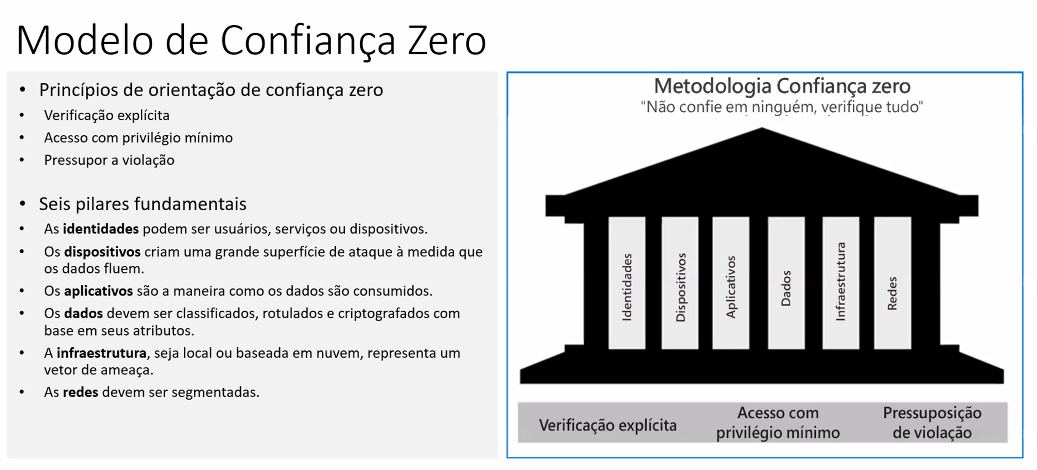 Modelo de Confiança Zero
• Princípios de orientação de confiança zero
• Verificação explícita
• Acesso com privilégio mínimo
• Pressupor a violação
• Seis pilares fundamentais
• As identidades podem ser usuários, serviços ou dispositivos.
• Os dispositivos criam uma grande superfície de ataque à medida que
os dados fluem.
• Os aplicativos são a maneira como os dados são consumidos.
• Os dados devem ser classificados, rotulados e criptografados com
base em seus atributos.
• A infraestrutura, seja local ou baseada em nuvem, representa um
vetor de ameaça.
• As redes devem ser segmentadas.
Metodologia Confiança zero
"Não confie em ninguém, verifique tudo"
Identidades
Dispositivos
Aplicativos
Dados
Infraestrutura
Redes
Verificação explícita
Acesso com
privilégio mínimo
Pressuposição
de violação